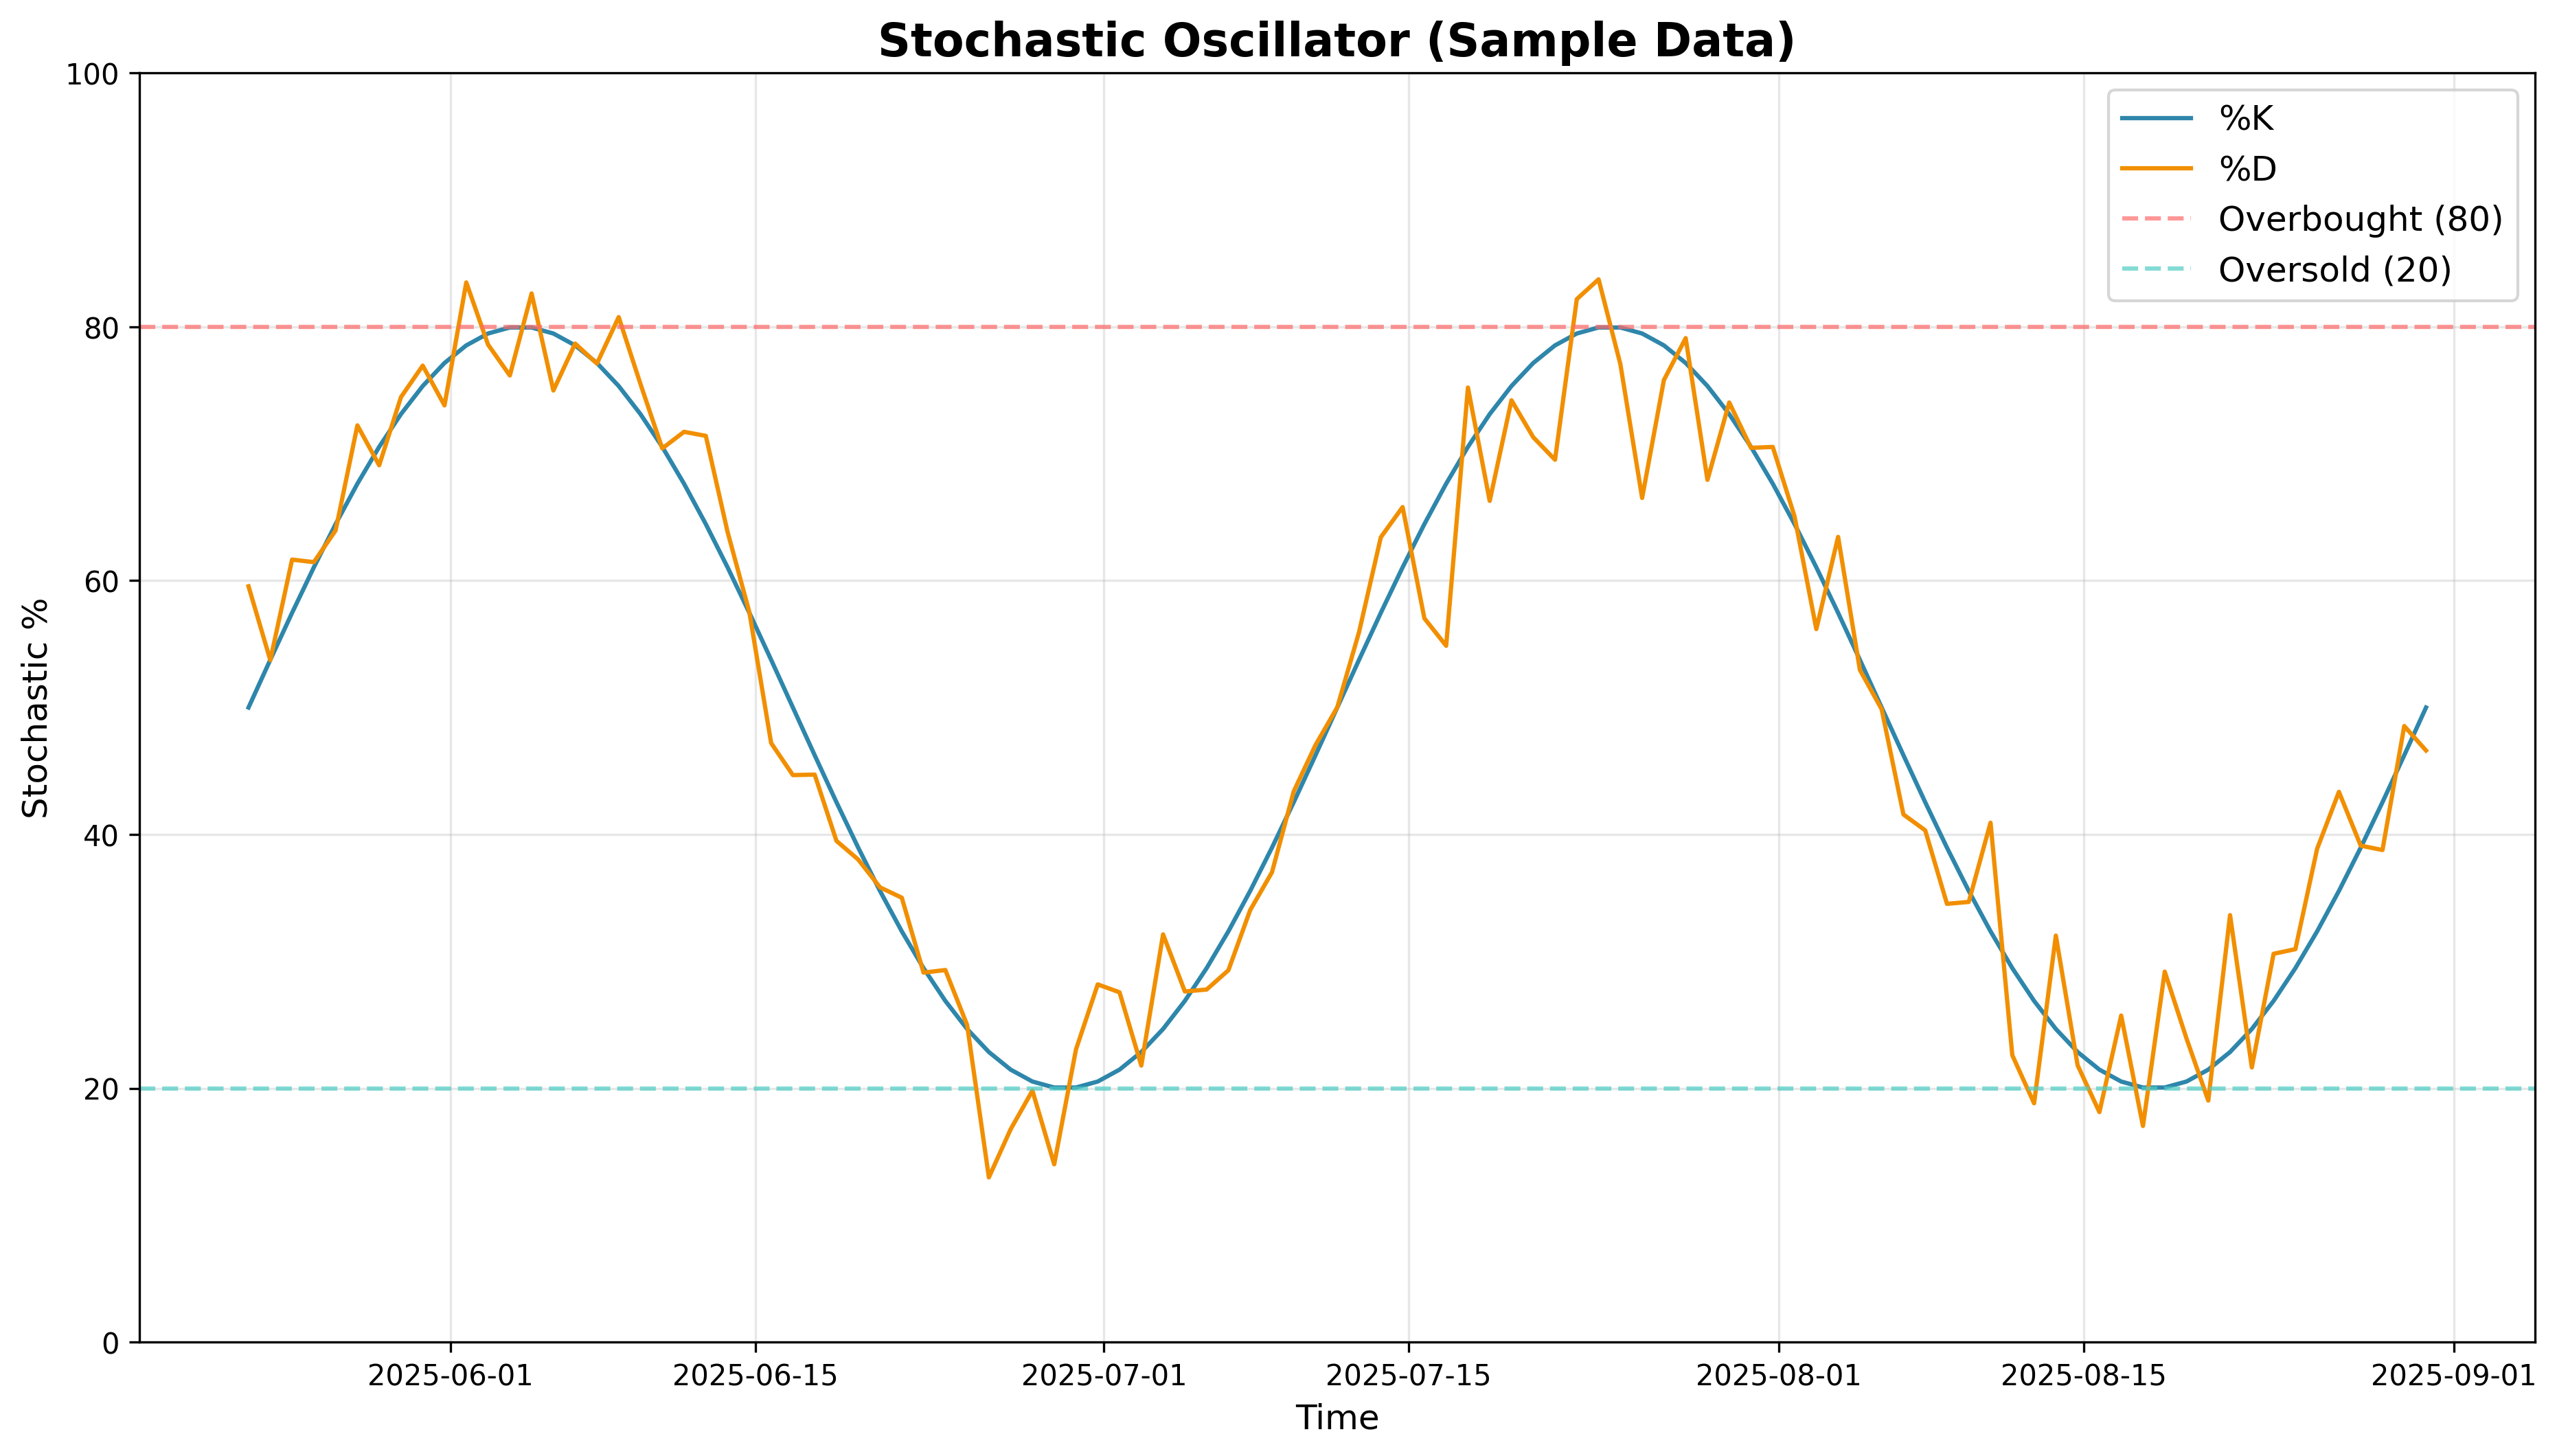 Stochastic Oscillator (Sample Data)
%K
%D
Overbought (80)
Oversold (20)
Stochastic %
100
80
60
40
20
0
2025-06-01
2025-06-15
2025-07-01
2025-07-15
2025-08-01
2025-08-15
2025-09-01
Time